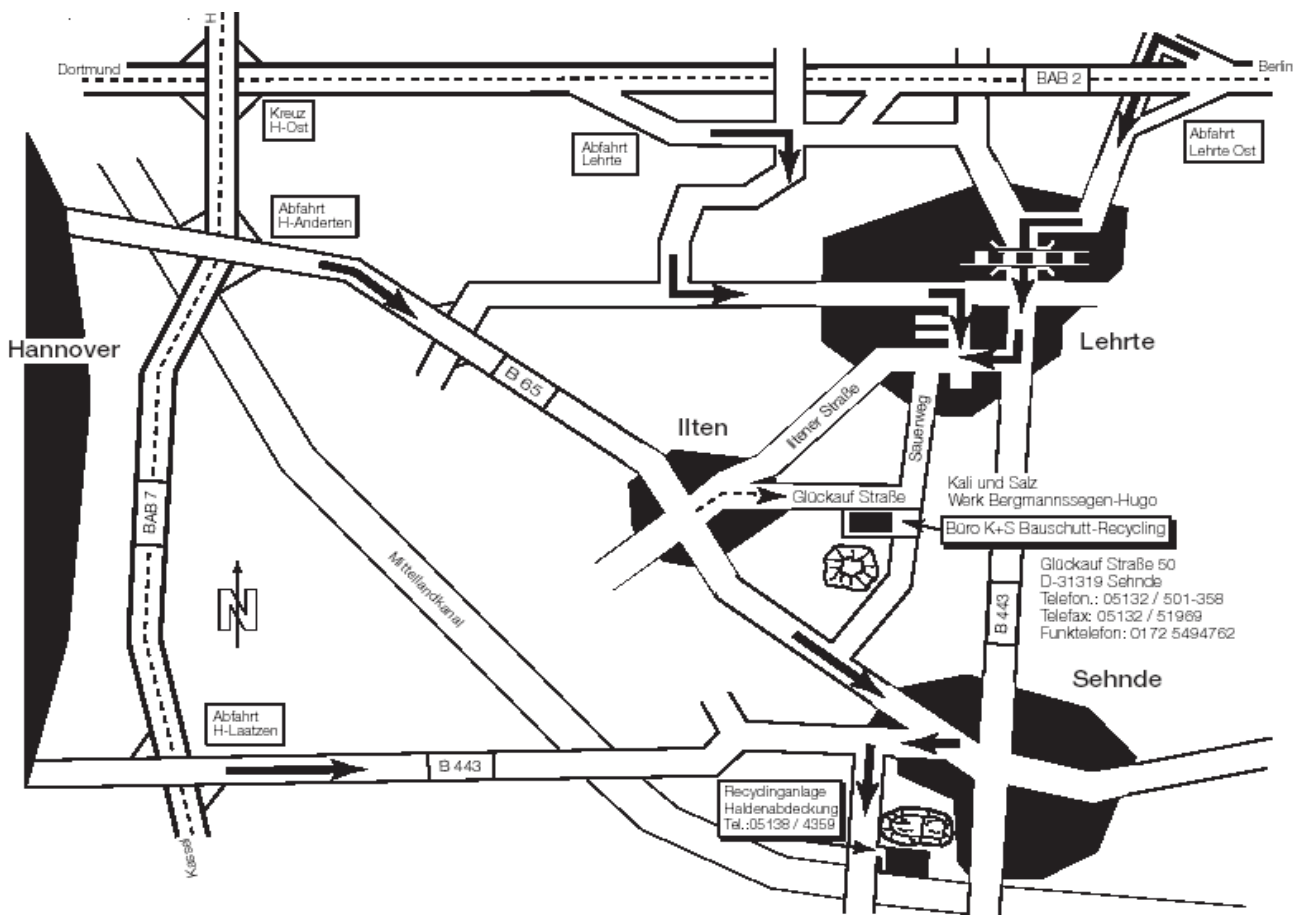 H
Dortmund
BAB 2
Berlin
Kreuz
H-Ost
Abfahrt
Lehrte
Abfahrt
Lehrte Ost
Abfahrt
H-Anderten
Hannover
Lehrte
B 65
Ilten
Iltener Straße
Sauerweg
Glückauf Straße
Kali und Salz
Werk Bergmannssegen-Hugo
Büro K+S Bauschutt-Recycling
Glückauf Straße 50
D-31319 Sehnde
Telefon.: 05132 / 501-358
Telefax: 05132 / 51969
Funktelefon: 0172 5494762
BAB 7
Mittellandkanal
N
B 443
Sehnde
Abfahrt
H-Laatzen
B 443
Recyclinganlage
Haldenabdeckung
Tel.:05138 / 4359
Kassel